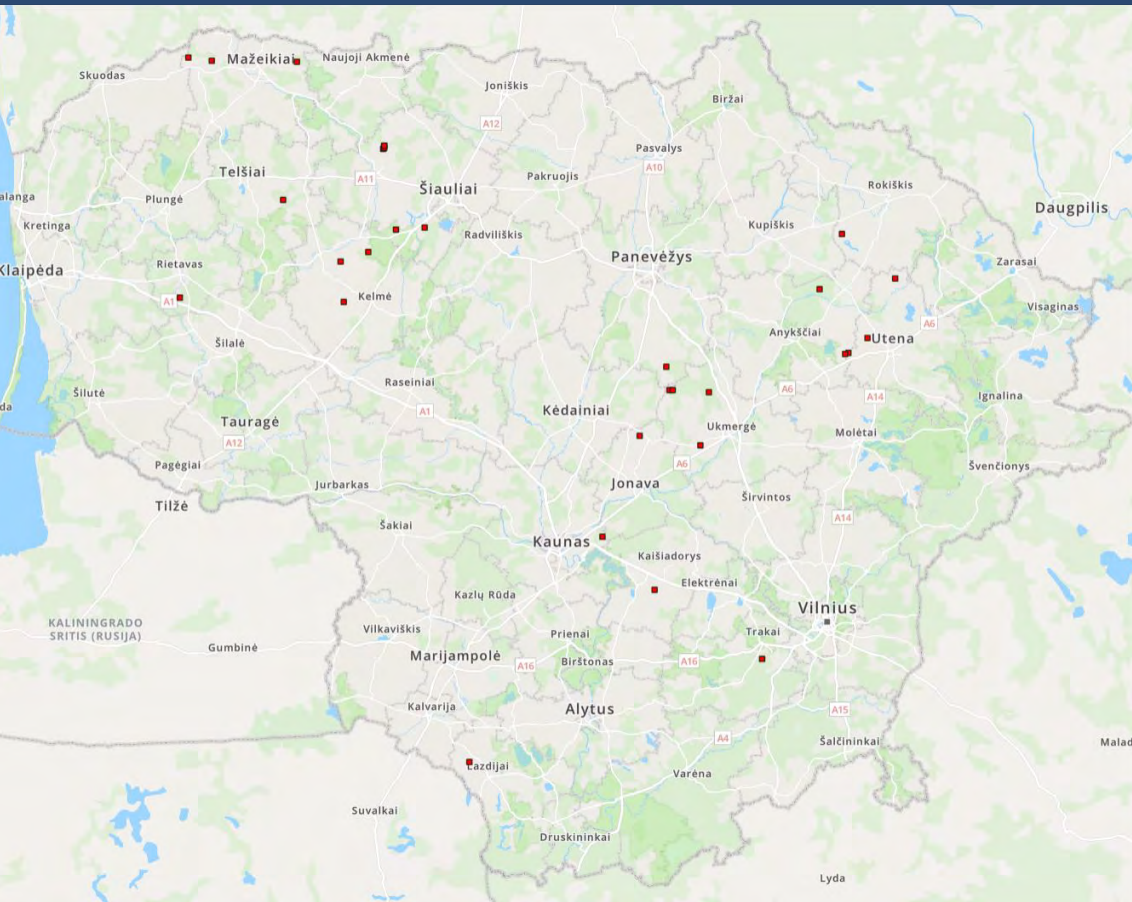 Mažeikiai
Naujoji Akmenė
Skuodas
Joniškis
Biržai
A12
Pasvalys
A10
Telšiai
A11
Pakruojis
Šiauliai
Rokiškis
alanga
Plungė
Daugpilis
Kretinga
Kupiškis
Radviliškis
Panevėžys
Rietavas
Zarasai
Klaipėda
A1
Kelmė
Visaginas
A6
Anykščiai
Utena
Šilalė
Raseiniai
A6
Šilutė
A14
Ignalina
da
A1
Kėdainiai
Tauragė
Ukmergė
Molėtai
A12
Pagėgiai
A6
Švenčionys
Jurbarkas
Jonava
Širvintos
Tilžė
A14
Šakiai
Kaunas
Kaišiadorys
Elektrėnai
Kazlų Rūda
Vilnius
KALININGRADO
SRITIS (RUSIJA)
Vilkaviškis
Prienai
Trakai
Gumbinė
Marijampolė
A16
Birštonas
A16
Kalvarija
Alytus
A15
A4
Šalčininkai
Malad
Lazdijai
Varėna
Suvalkai
Druskininkai
Lyda